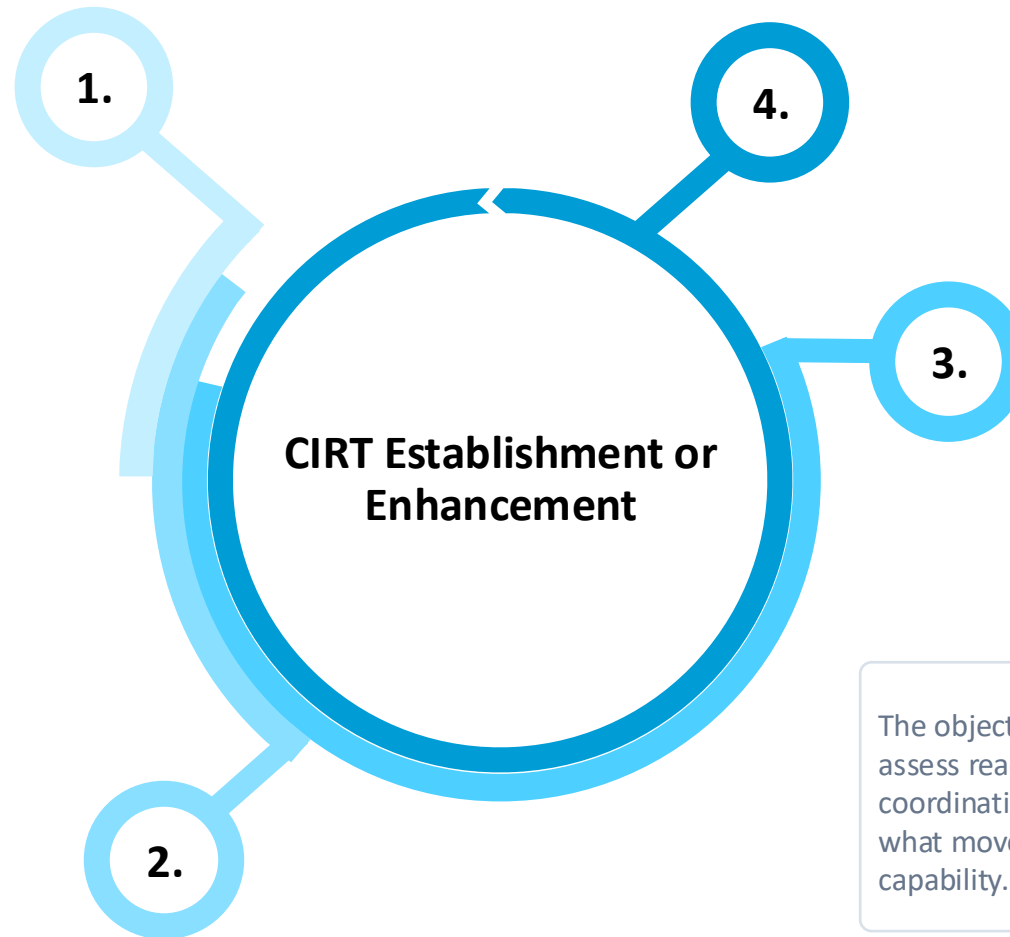 1.
4.
3.
CIRT Establishment or
Enhancement
The object
assess rea
coordinati
what move
capability.
2.